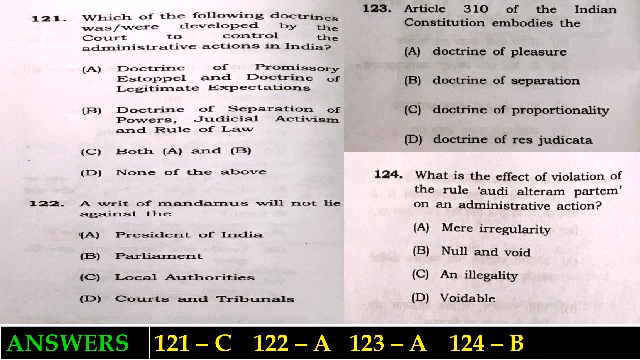 121. Which of the following doctrines
was/were developed by the
Court to control the
administrative actions in India?
(A) Doctrine of Promissory
Estoppel and Doctrine of
Legitimate Expectations
(B) Doctrine of Separation of
Powers, Judicial Activism
and Rule of Law
(C) Both (A) and (B)
(D) None of the above
122. A writ of mandamus will not lie
against the
(A) President of India
(B) Parliament
(C) Local Authorities
(D) Courts and Tribunals
123. Article 310 of the Indian
Constitution embodies the
(A) doctrine of pleasure
(B) doctrine of separation
(C) doctrine of proportionality
(D) doctrine of res judicata
124. What is the effect of violation of
the rule 'audi alteram partem'
on an administrative action?
(A) Mere irregularity
(B) Null and void
(C) An illegality
(D) Voidable
ANSWERS 121 – C 122 – A 123 – A 124 – B